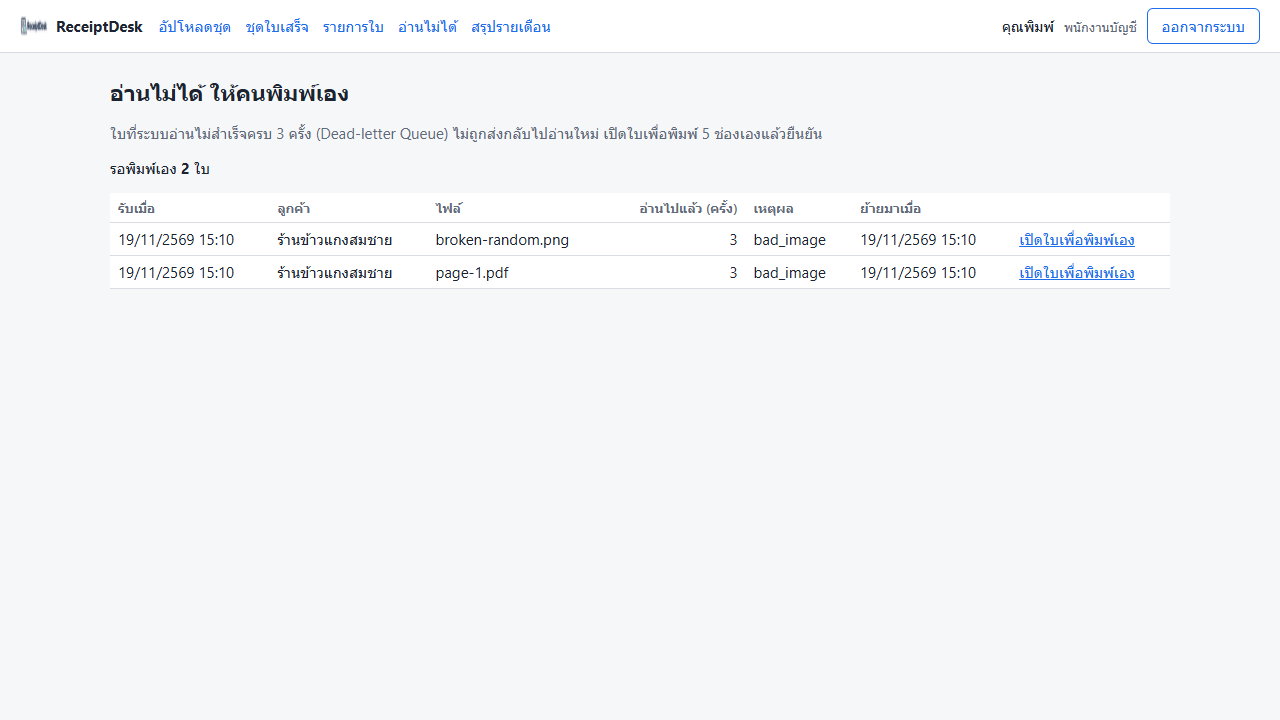 ReceiptDesk อัปโหลดชุด ชุดใบเสร็จ รายการใบ อ่านไม่ได้ สรุปรายเดือน คุณพิมพ์ พนักงานบัญชี ออกจากระบบ
อ่านไม่ได้ ให้คนพิมพ์เอง
ใบที่ระบบอ่านไม่สำเร็จครบ 3 ครั้ง (Dead-letter Queue) ไม่ถูกส่งกลับไปอ่านใหม่ เปิดใบเพื่อพิมพ์ 5 ช่องเองแล้วยืนยัน
รอพิมพ์เอง 2 ใบ
รับเมื่อ ลูกค้า ไฟล์ อ่านไปแล้ว (ครั้ง) เหตุผล ย้ายมาเมื่อ
19/11/2569 15:10 ร้านข้าวแกงสมชาย broken-random.png 3 bad_image 19/11/2569 15:10 เปิดใบเพื่อพิมพ์เอง
19/11/2569 15:10 ร้านข้าวแกงสมชาย page-1.pdf 3 bad_image 19/11/2569 15:10 เปิดใบเพื่อพิมพ์เอง